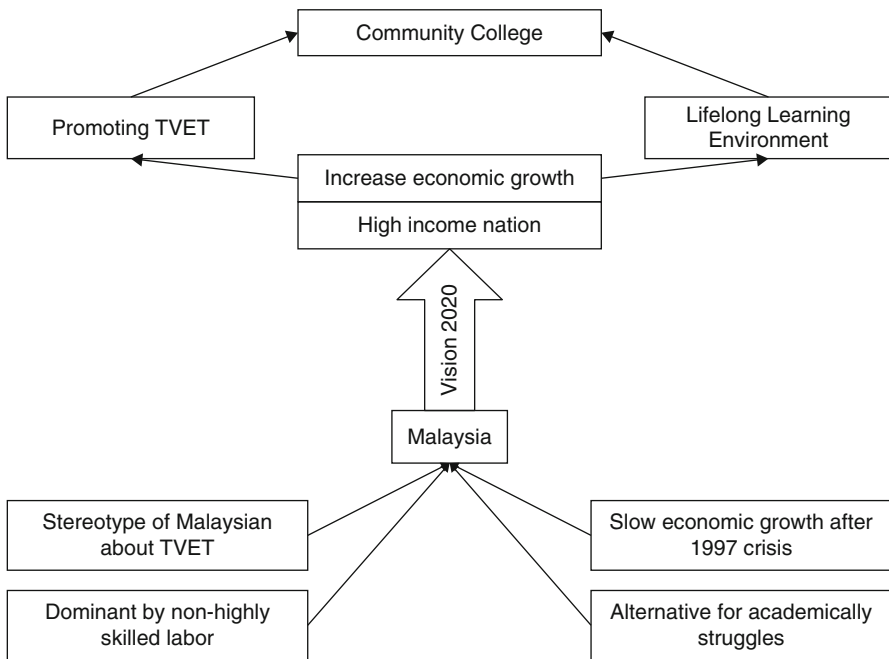 Community College
Promoting TVET
Lifelong Learning
Environment
Increase economic growth
High income nation
Vision 2020
Malaysia
Stereotype of Malaysian
about TVET
Slow economic growth after
1997 crisis
Dominant by non-highly
skilled labor
Alternative for academically
struggles